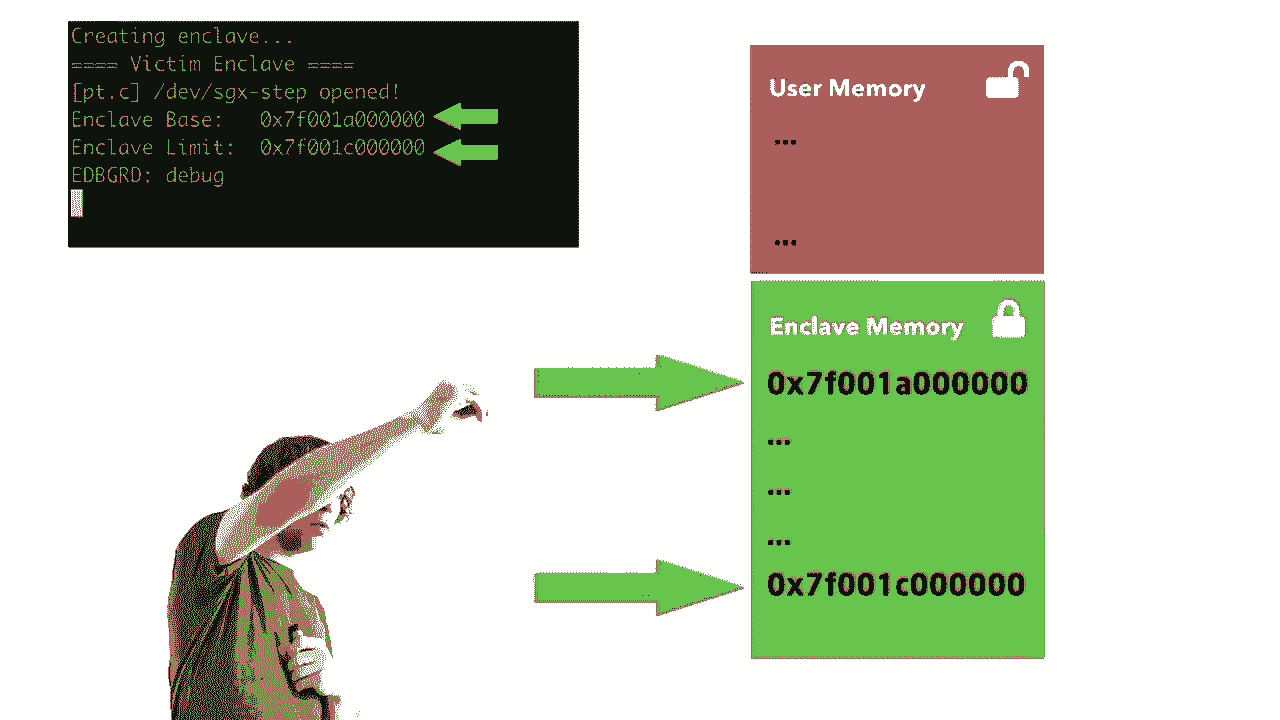 Creating enclave...
==== Victim Enclave ====
[pt.c] /dev/sgx-step opened!
Enclave Base:   0x7f001a000000
Enclave Limit:  0x7f001c000000
EDBGRD: debug
User Memory
...
...
Enclave Memory
0x7f001a000000
...
...
...
0x7f001c000000